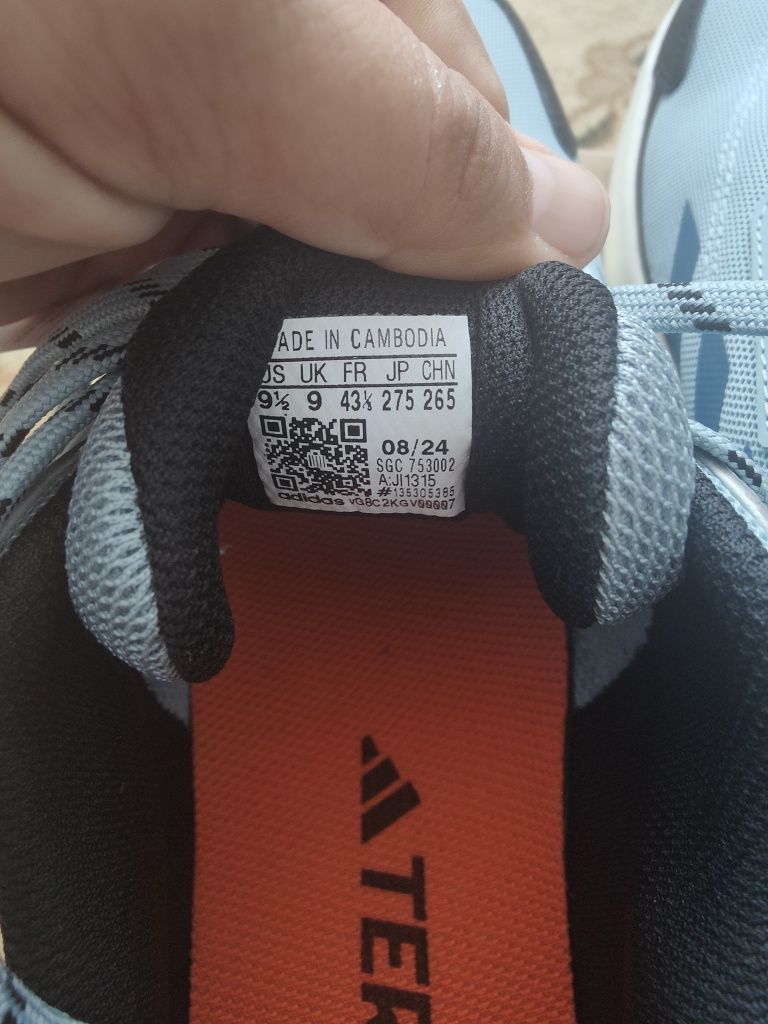 ADE IN CAMBODIA
US UK FR JP CHN
9½ 9 43⅓ 275 265
08/24
SGC 753002
A:JI1315
#135305385
adidas VG8C2KGV00007
TER